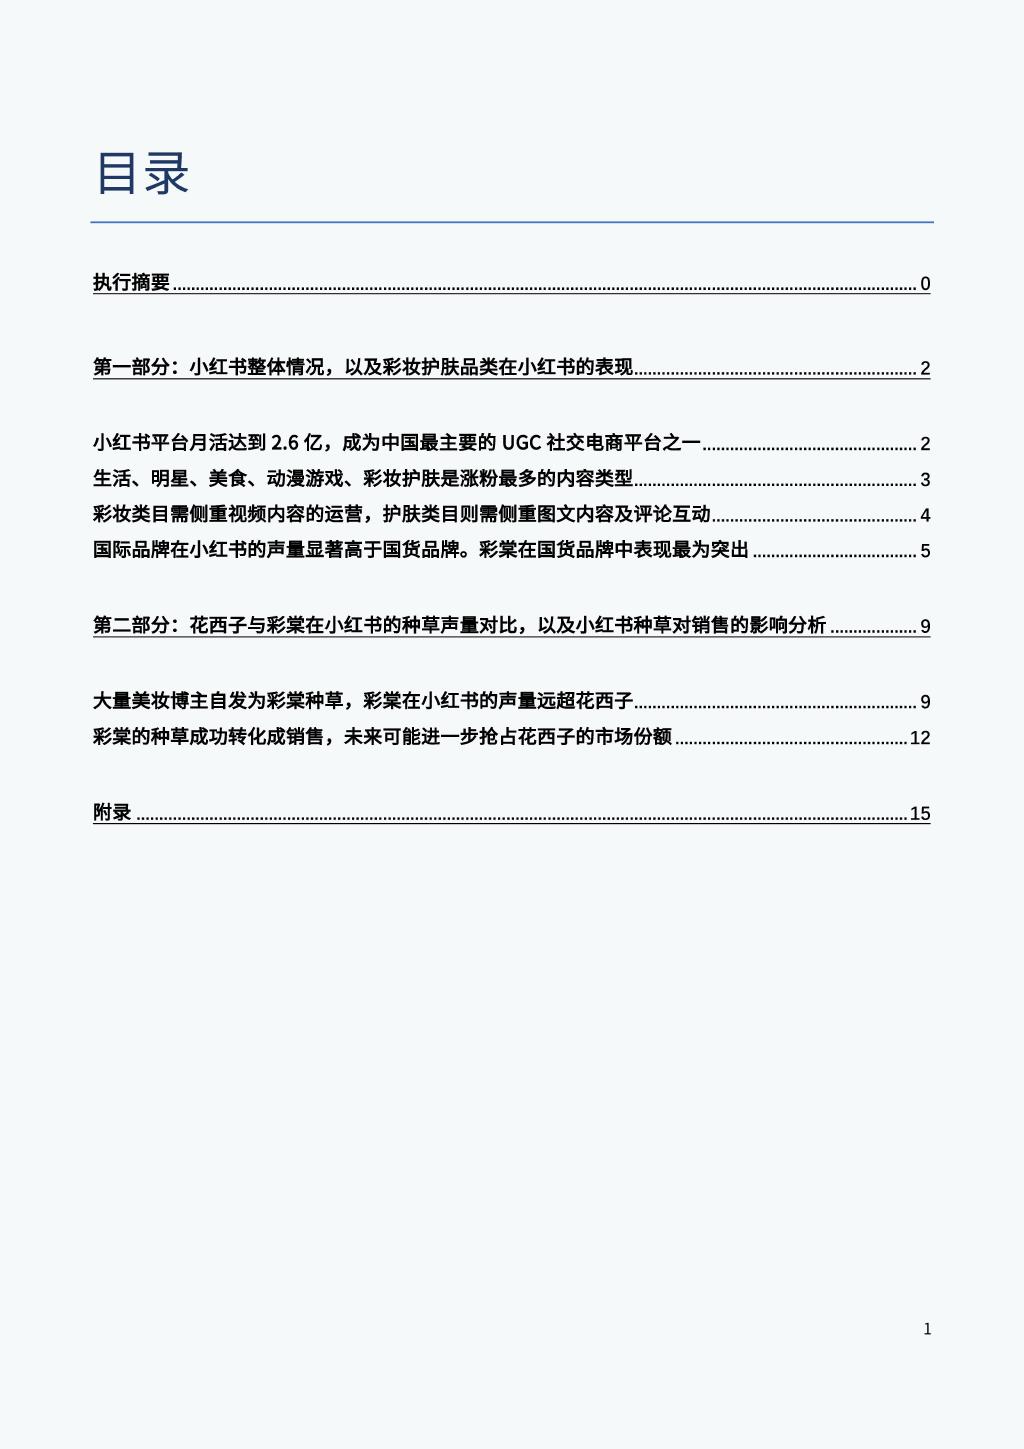 目录
执行摘要 0
第一部分：小红书整体情况，以及彩妆护肤品类在小红书的表现 2
小红书平台月活达到 2.6 亿，成为中国最主要的 UGC 社交电商平台之一 2
生活、明星、美食、动漫游戏、彩妆护肤是涨粉最多的内容类型 3
彩妆类目需侧重视频内容的运营，护肤类目则需侧重图文内容及评论互动 4
国际品牌在小红书的声量显著高于国货品牌。彩棠在国货品牌中表现最为突出 5
第二部分：花西子与彩棠在小红书的种草声量对比，以及小红书种草对销售的影响分析 9
大量美妆博主自发为彩棠种草，彩棠在小红书的声量远超花西子 9
彩棠的种草成功转化成销售，未来可能进一步抢占花西子的市场份额 12
附录 15
1